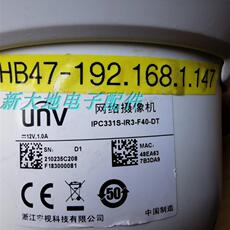 HB47-192.168.1.147
新大地电子配件
unv 网络摄像机
IPC331S-IR3-F40-DT
12V,1.0A
SN: D1
210235C208
F183000081
MAC:
48EA63
7B3DA9
50
浙江宇视科技有限公司
中国制造